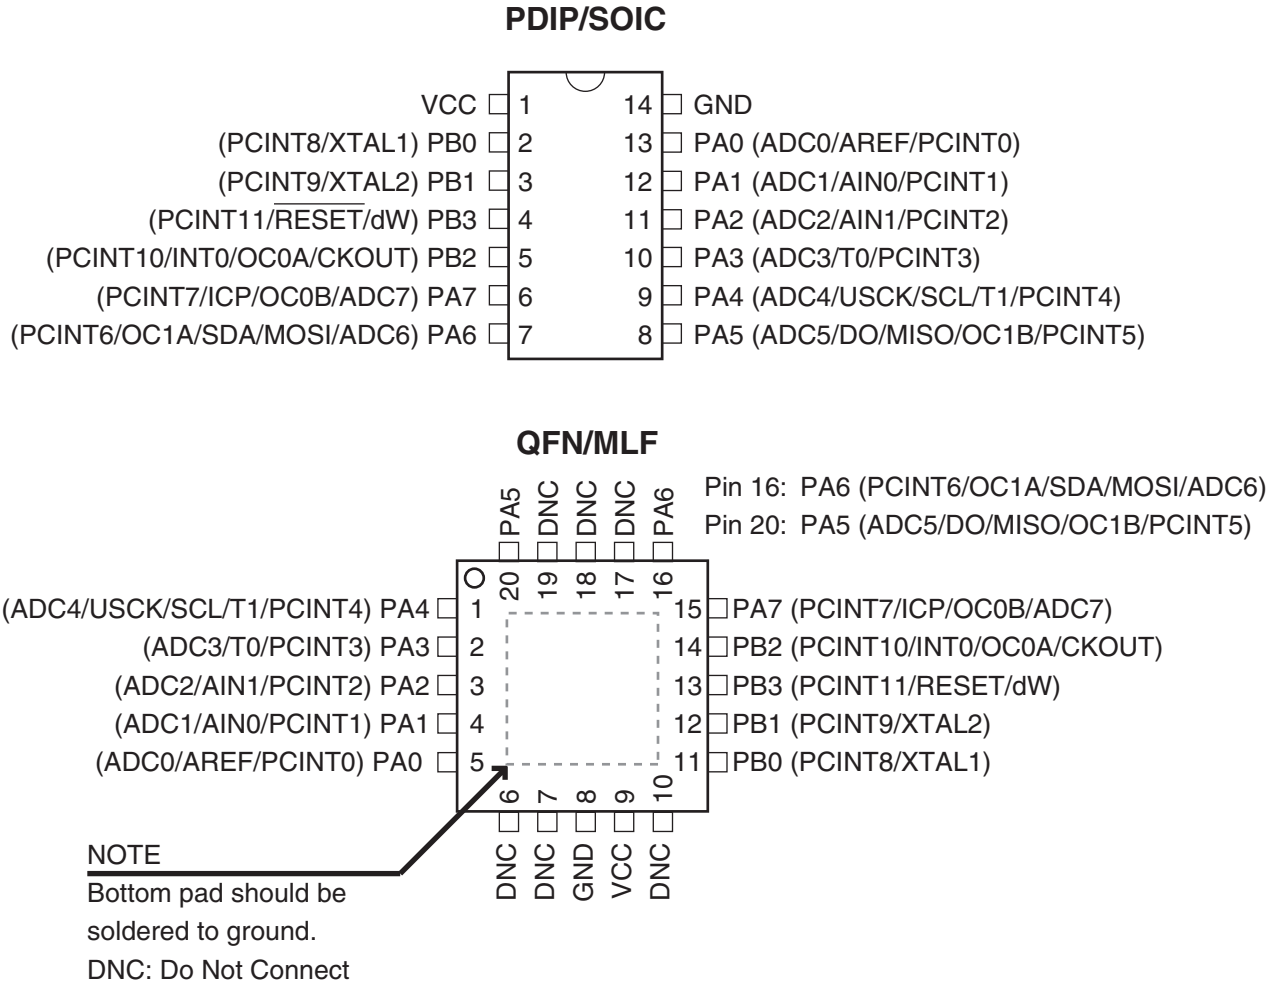 PDIP/SOIC
VCC 1 14 GND
(PCINT8/XTAL1) PB0 2 13 PA0 (ADC0/AREF/PCINT0)
(PCINT9/XTAL2) PB1 3 12 PA1 (ADC1/AIN0/PCINT1)
(PCINT11/RESET/dW) PB3 4 11 PA2 (ADC2/AIN1/PCINT2)
(PCINT10/INT0/OC0A/CKOUT) PB2 5 10 PA3 (ADC3/T0/PCINT3)
(PCINT7/ICP/OC0B/ADC7) PA7 6 9 PA4 (ADC4/USCK/SCL/T1/PCINT4)
(PCINT6/OC1A/SDA/MOSI/ADC6) PA6 7 8 PA5 (ADC5/DO/MISO/OC1B/PCINT5)
QFN/MLF
Pin 16: PA6 (PCINT6/OC1A/SDA/MOSI/ADC6)
Pin 20: PA5 (ADC5/DO/MISO/OC1B/PCINT5)
PA5 DNC DNC DNC PA6
20 19 18 17 16
(ADC4/USCK/SCL/T1/PCINT4) PA4 1 15 PA7 (PCINT7/ICP/OC0B/ADC7)
(ADC3/T0/PCINT3) PA3 2 14 PB2 (PCINT10/INT0/OC0A/CKOUT)
(ADC2/AIN1/PCINT2) PA2 3 13 PB3 (PCINT11/RESET/dW)
(ADC1/AIN0/PCINT1) PA1 4 12 PB1 (PCINT9/XTAL2)
(ADC0/AREF/PCINT0) PA0 5 11 PB0 (PCINT8/XTAL1)
6 7 8 9 10
DNC DNC GND VCC DNC
NOTE
Bottom pad should be
soldered to ground.
DNC: Do Not Connect